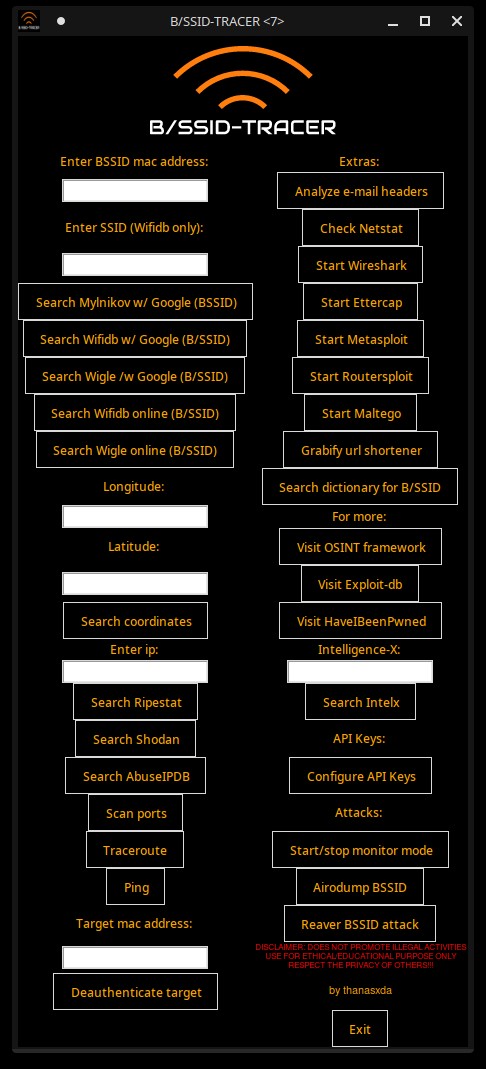 B/SSID-TRACER <7>
B/SSID-TRACER
Enter BSSID mac address:
Enter SSID (Wifidb only):
Search Mylnikov w/ Google (BSSID)
Search Wifidb w/ Google (B/SSID)
Search Wigle /w Google (B/SSID)
Search Wifidb online (B/SSID)
Search Wigle online (B/SSID)
Longitude:
Latitude:
Search coordinates
Enter ip:
Search Ripestat
Search Shodan
Search AbuseIPDB
Scan ports
Traceroute
Ping
Target mac address:
Deauthenticate target
Extras:
Analyze e-mail headers
Check Netstat
Start Wireshark
Start Ettercap
Start Metasploit
Start Routersploit
Start Maltego
Grabify url shortener
Search dictionary for B/SSID
For more:
Visit OSINT framework
Visit Exploit-db
Visit HaveIBeenPwned
Intelligence-X:
Search Intelx
API Keys:
Configure API Keys
Attacks:
Start/stop monitor mode
Airodump BSSID
Reaver BSSID attack
DISCLAIMER: DOES NOT PROMOTE ILLEGAL ACTIVITIES
USE FOR ETHICAL/EDUCATIONAL PURPOSE ONLY
RESPECT THE PRIVACY OF OTHERS!!!
by thanasxda
Exit